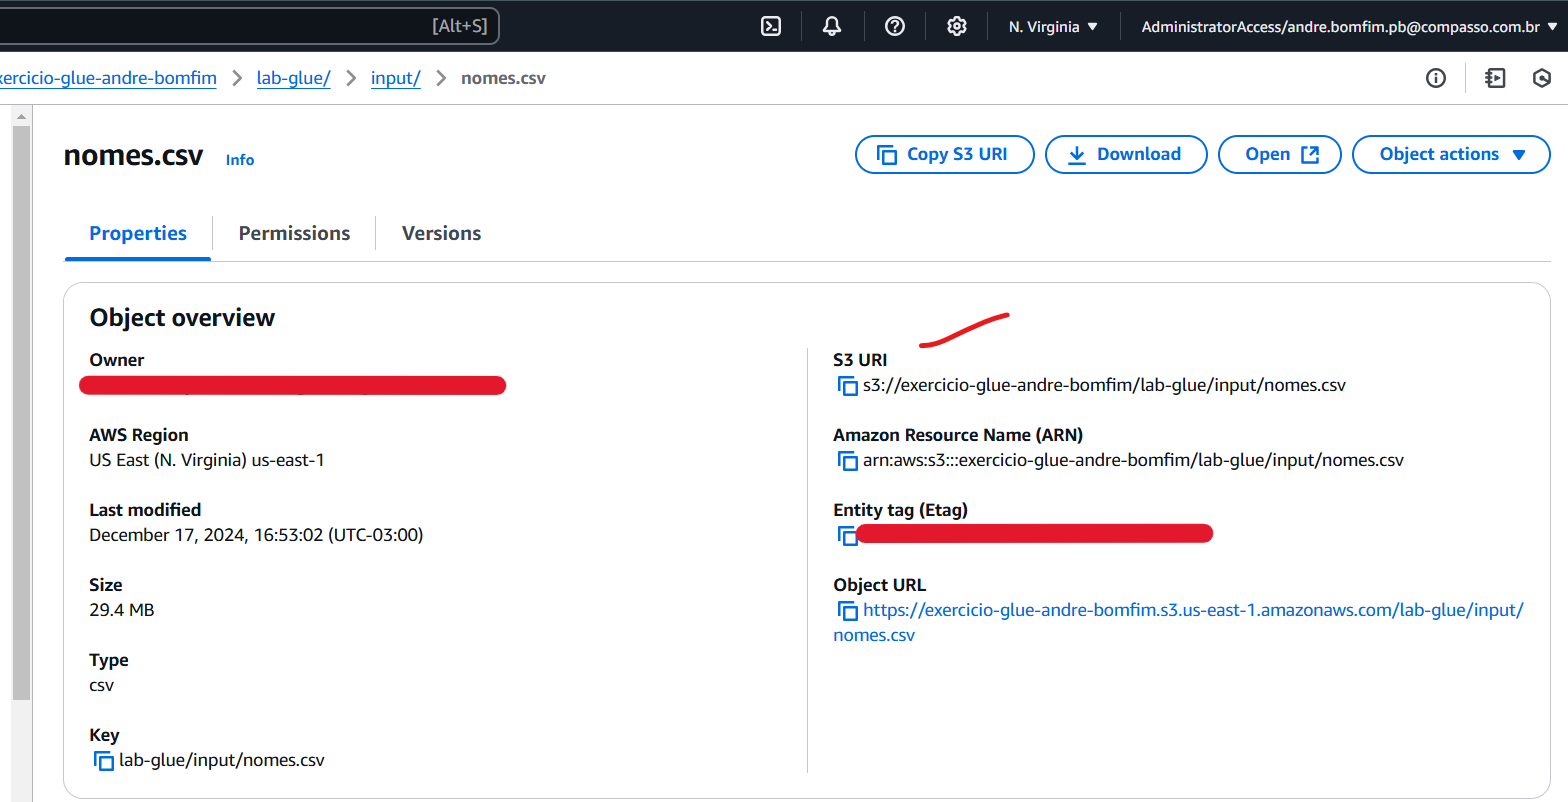 [Alt+S]
N. Virginia
AdministratorAccess/andre.bomfim.pb@compasso.com.br
exercicio-glue-andre-bomfim
lab-glue/
input/
nomes.csv
nomes.csv
Info
Copy S3 URI
Download
Open
Object actions
Properties
Permissions
Versions
Object overview
Owner
AWS Region
US East (N. Virginia) us-east-1
Last modified
December 17, 2024, 16:53:02 (UTC-03:00)
Size
29.4 MB
Type
csv
Key
lab-glue/input/nomes.csv
S3 URI
s3://exercicio-glue-andre-bomfim/lab-glue/input/nomes.csv
Amazon Resource Name (ARN)
arn:aws:s3:::exercicio-glue-andre-bomfim/lab-glue/input/nomes.csv
Entity tag (Etag)
Object URL
https://exercicio-glue-andre-bomfim.s3.us-east-1.amazonaws.com/lab-glue/input/
nomes.csv